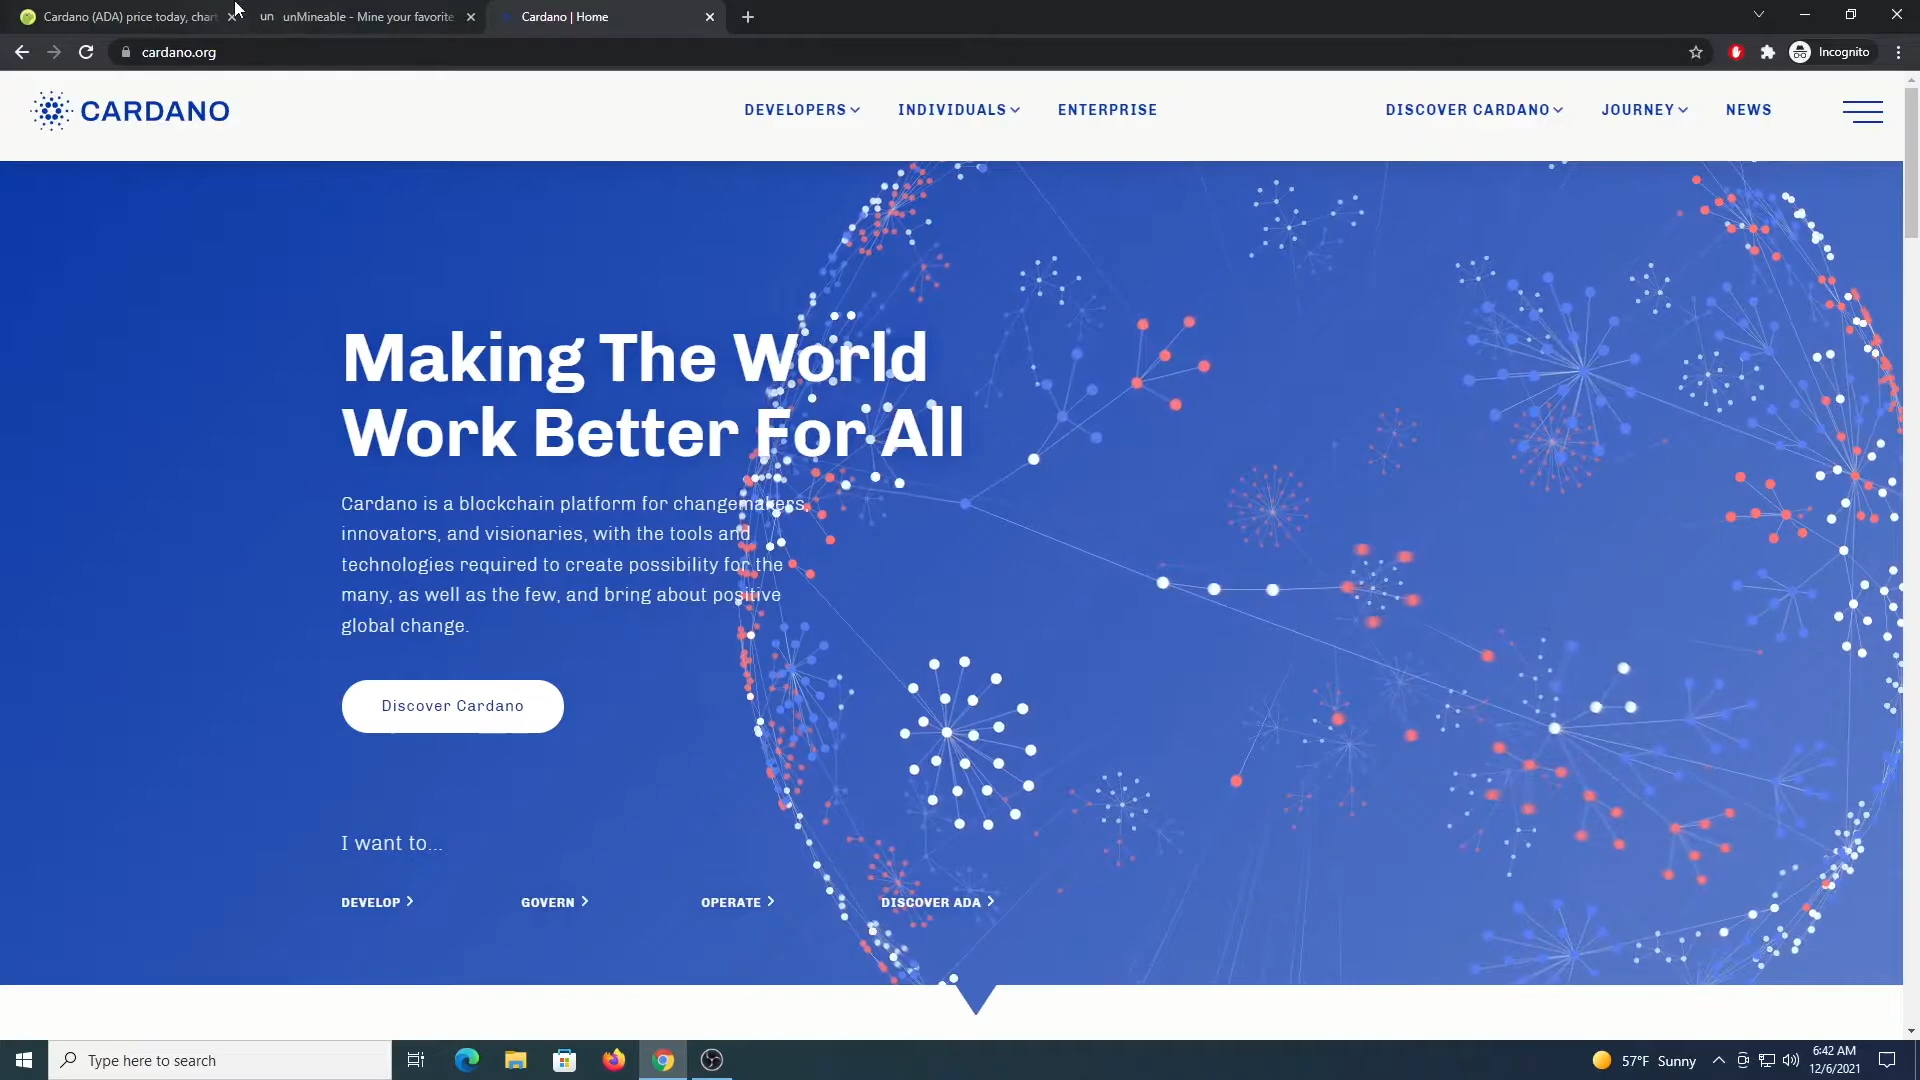 Cardano (ADA) price today, chart
un unMineable - Mine your favorite
Cardano | Home
cardano.org
Incognito
CARDANO
DEVELOPERS
INDIVIDUALS
ENTERPRISE
DISCOVER CARDANO
JOURNEY
NEWS
Making The World
Work Better For All
Cardano is a blockchain platform for changemakers,
innovators, and visionaries, with the tools and
technologies required to create possibility for the
many, as well as the few, and bring about positive
global change.
Discover Cardano
I want to...
DEVELOP
GOVERN
OPERATE
DISCOVER ADA
Type here to search
57°F Sunny
6:42 AM
12/6/2021